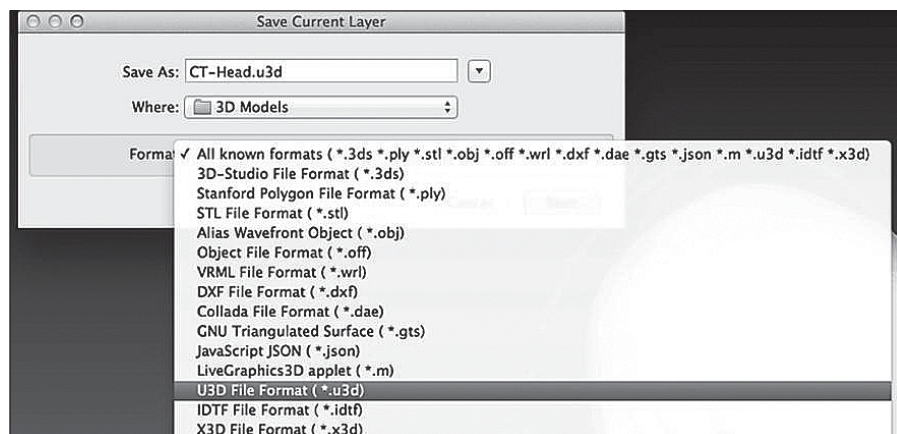 Save Current Layer
Save As: CT-Head.u3d
Where: 3D Models
Format ✓ All known formats ( *.3ds *.ply *.stl *.obj *.off *.wrl *.dxf *.dae *.gts *.json *.m *.u3d *.idtf *.x3d)
3D-Studio File Format ( *.3ds)
Stanford Polygon File Format ( *.ply)
STL File Format ( *.stl)
Alias Wavefront Object ( *.obj)
Object File Format ( *.off)
VRML File Format ( *.wrl)
DXF File Format ( *.dxf)
Collada File Format ( *.dae)
GNU Triangulated Surface ( *.gts)
JavaScript JSON ( *.json)
LiveGraphics3D applet ( *.m)
U3D File Format ( *.u3d)
IDTF File Format ( *.idtf)
X3D File Format ( *.x3d)